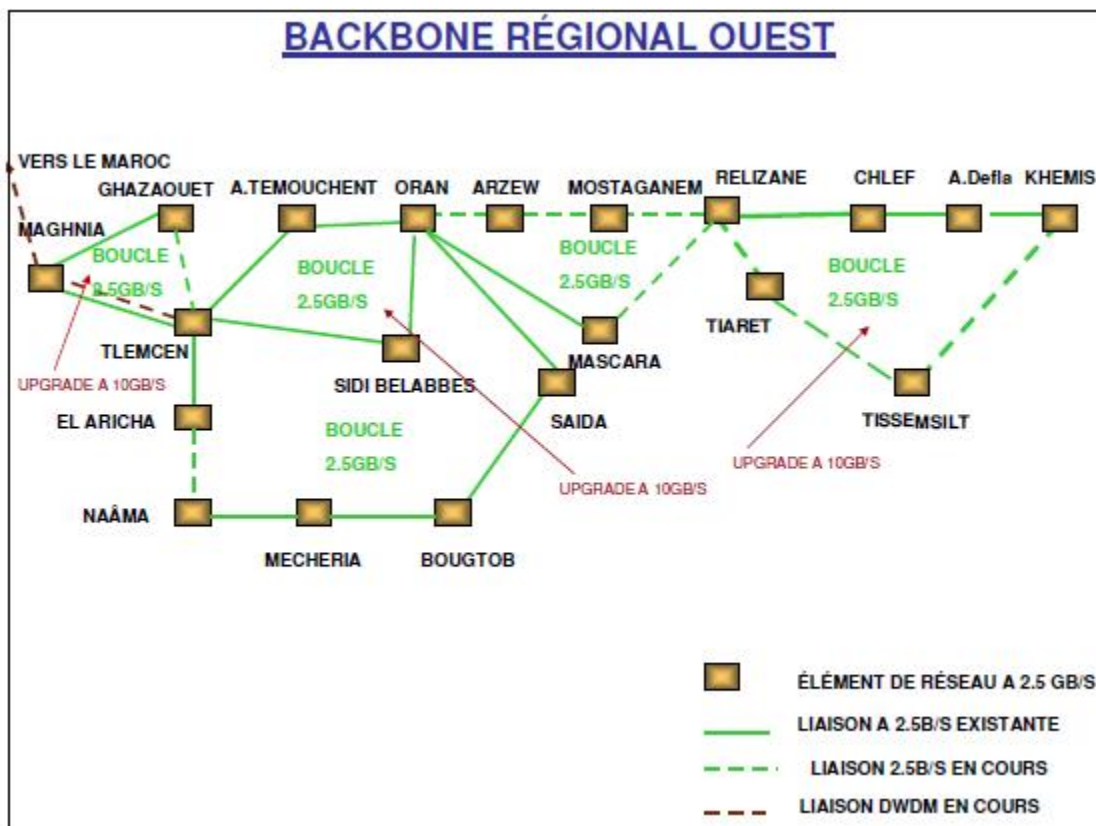 BACKBONE RÉGIONAL OUEST
VERS LE MAROC
GHAZAOUET
A.TEMOUCHENT
ORAN
ARZEW
MOSTAGANEM
RELIZANE
CHLEF
A.Defla
KHEMIS
MAGHNIA
BOUCLE
2.5GB/S
BOUCLE
2.5GB/S
BOUCLE
2.5GB/S
BOUCLE
2.5GB/S
TLEMCEN
UPGRADE A 10GB/S
SIDI BELABBES
MASCARA
TIARET
EL ARICHA
BOUCLE
2.5GB/S
SAIDA
TISSEMSILT
UPGRADE A 10GB/S
UPGRADE A 10GB/S
NAÂMA
MECHERIA
BOUGTOB
ÉLÉMENT DE RÉSEAU A 2.5 GB/S
LIAISON A 2.5B/S EXISTANTE
LIAISON 2.5B/S EN COURS
LIAISON DWDM EN COURS